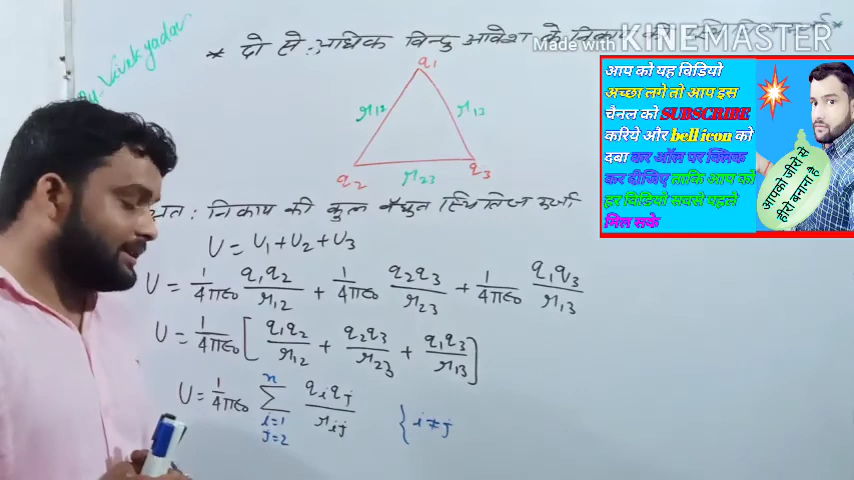 * दो से अधिक बिन्दु आवेश के निकाय की
Made with KINEMASTER
By-Vivek yadav
q₁
r₁₂ r₁₃
q₂ r₂₃ q₃
अतः निकाय की कुल वैधुत स्थितिज ऊर्जा
U = U₁ + U₂ + U₃
U = 1/4πε₀ q₁q₂/r₁₂ + 1/4πε₀ q₂q₃/r₂₃ + 1/4πε₀ q₁q₃/r₁₃
U = 1/4πε₀ [ q₁q₂/r₁₂ + q₂q₃/r₂₃ + q₁q₃/r₁₃ ]
U = 1/4πε₀ Σ n i=1 j=2 qᵢqⱼ/rᵢⱼ { i≠j
आप को यह विडियो
अच्छा लगे तो आप इस
चैनल को SUBSCRIBE
करिये और bell icon को
दबा कर ऑल पर क्लिक
कर दीजिए ताकि आप को
हर विडियो सबसे पहले
मिल सके
आपको जीरो से
हीरो बनाना है